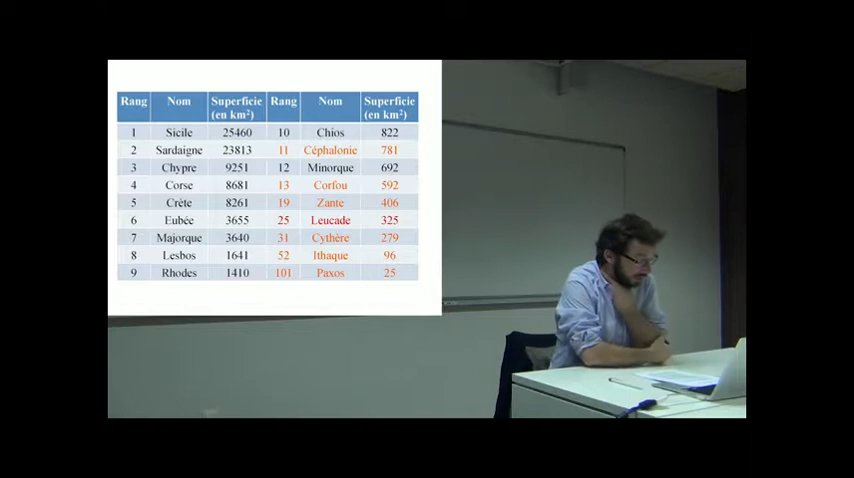 Rang Nom Superficie (en km²) Rang Nom Superficie (en km²)
1 Sicile 25460 10 Chios 822
2 Sardaigne 23813 11 Céphalonie 781
3 Chypre 9251 12 Minorque 692
4 Corse 8681 13 Corfou 592
5 Crète 8261 19 Zante 406
6 Eubée 3655 25 Leucade 325
7 Majorque 3640 31 Cythère 279
8 Lesbos 1641 52 Ithaque 96
9 Rhodes 1410 101 Paxos 25